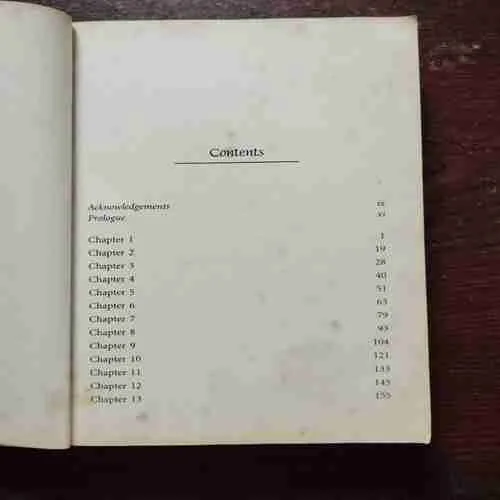 Contents
Acknowledgements ix
Prologue xi
Chapter 1 1
Chapter 2 19
Chapter 3 28
Chapter 4 40
Chapter 5 51
Chapter 6 63
Chapter 7 79
Chapter 8 93
Chapter 9 104
Chapter 10 121
Chapter 11 133
Chapter 12 145
Chapter 13 155